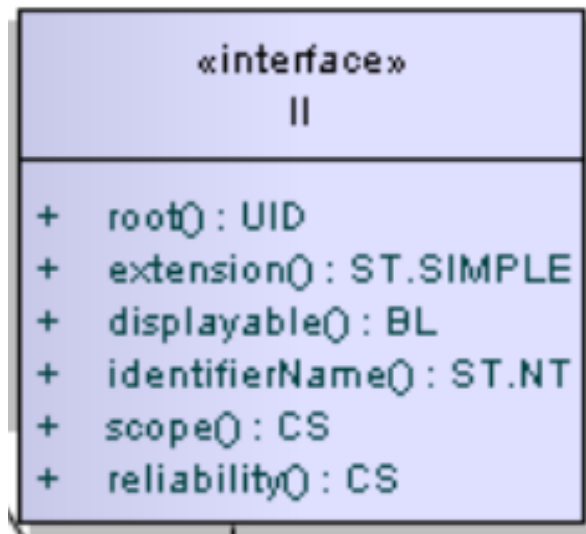 «interface»
II
+ root() : UID
+ extension() : ST.SIMPLE
+ displayable() : BL
+ identifierName() : ST.NT
+ scope() : CS
+ reliability() : CS